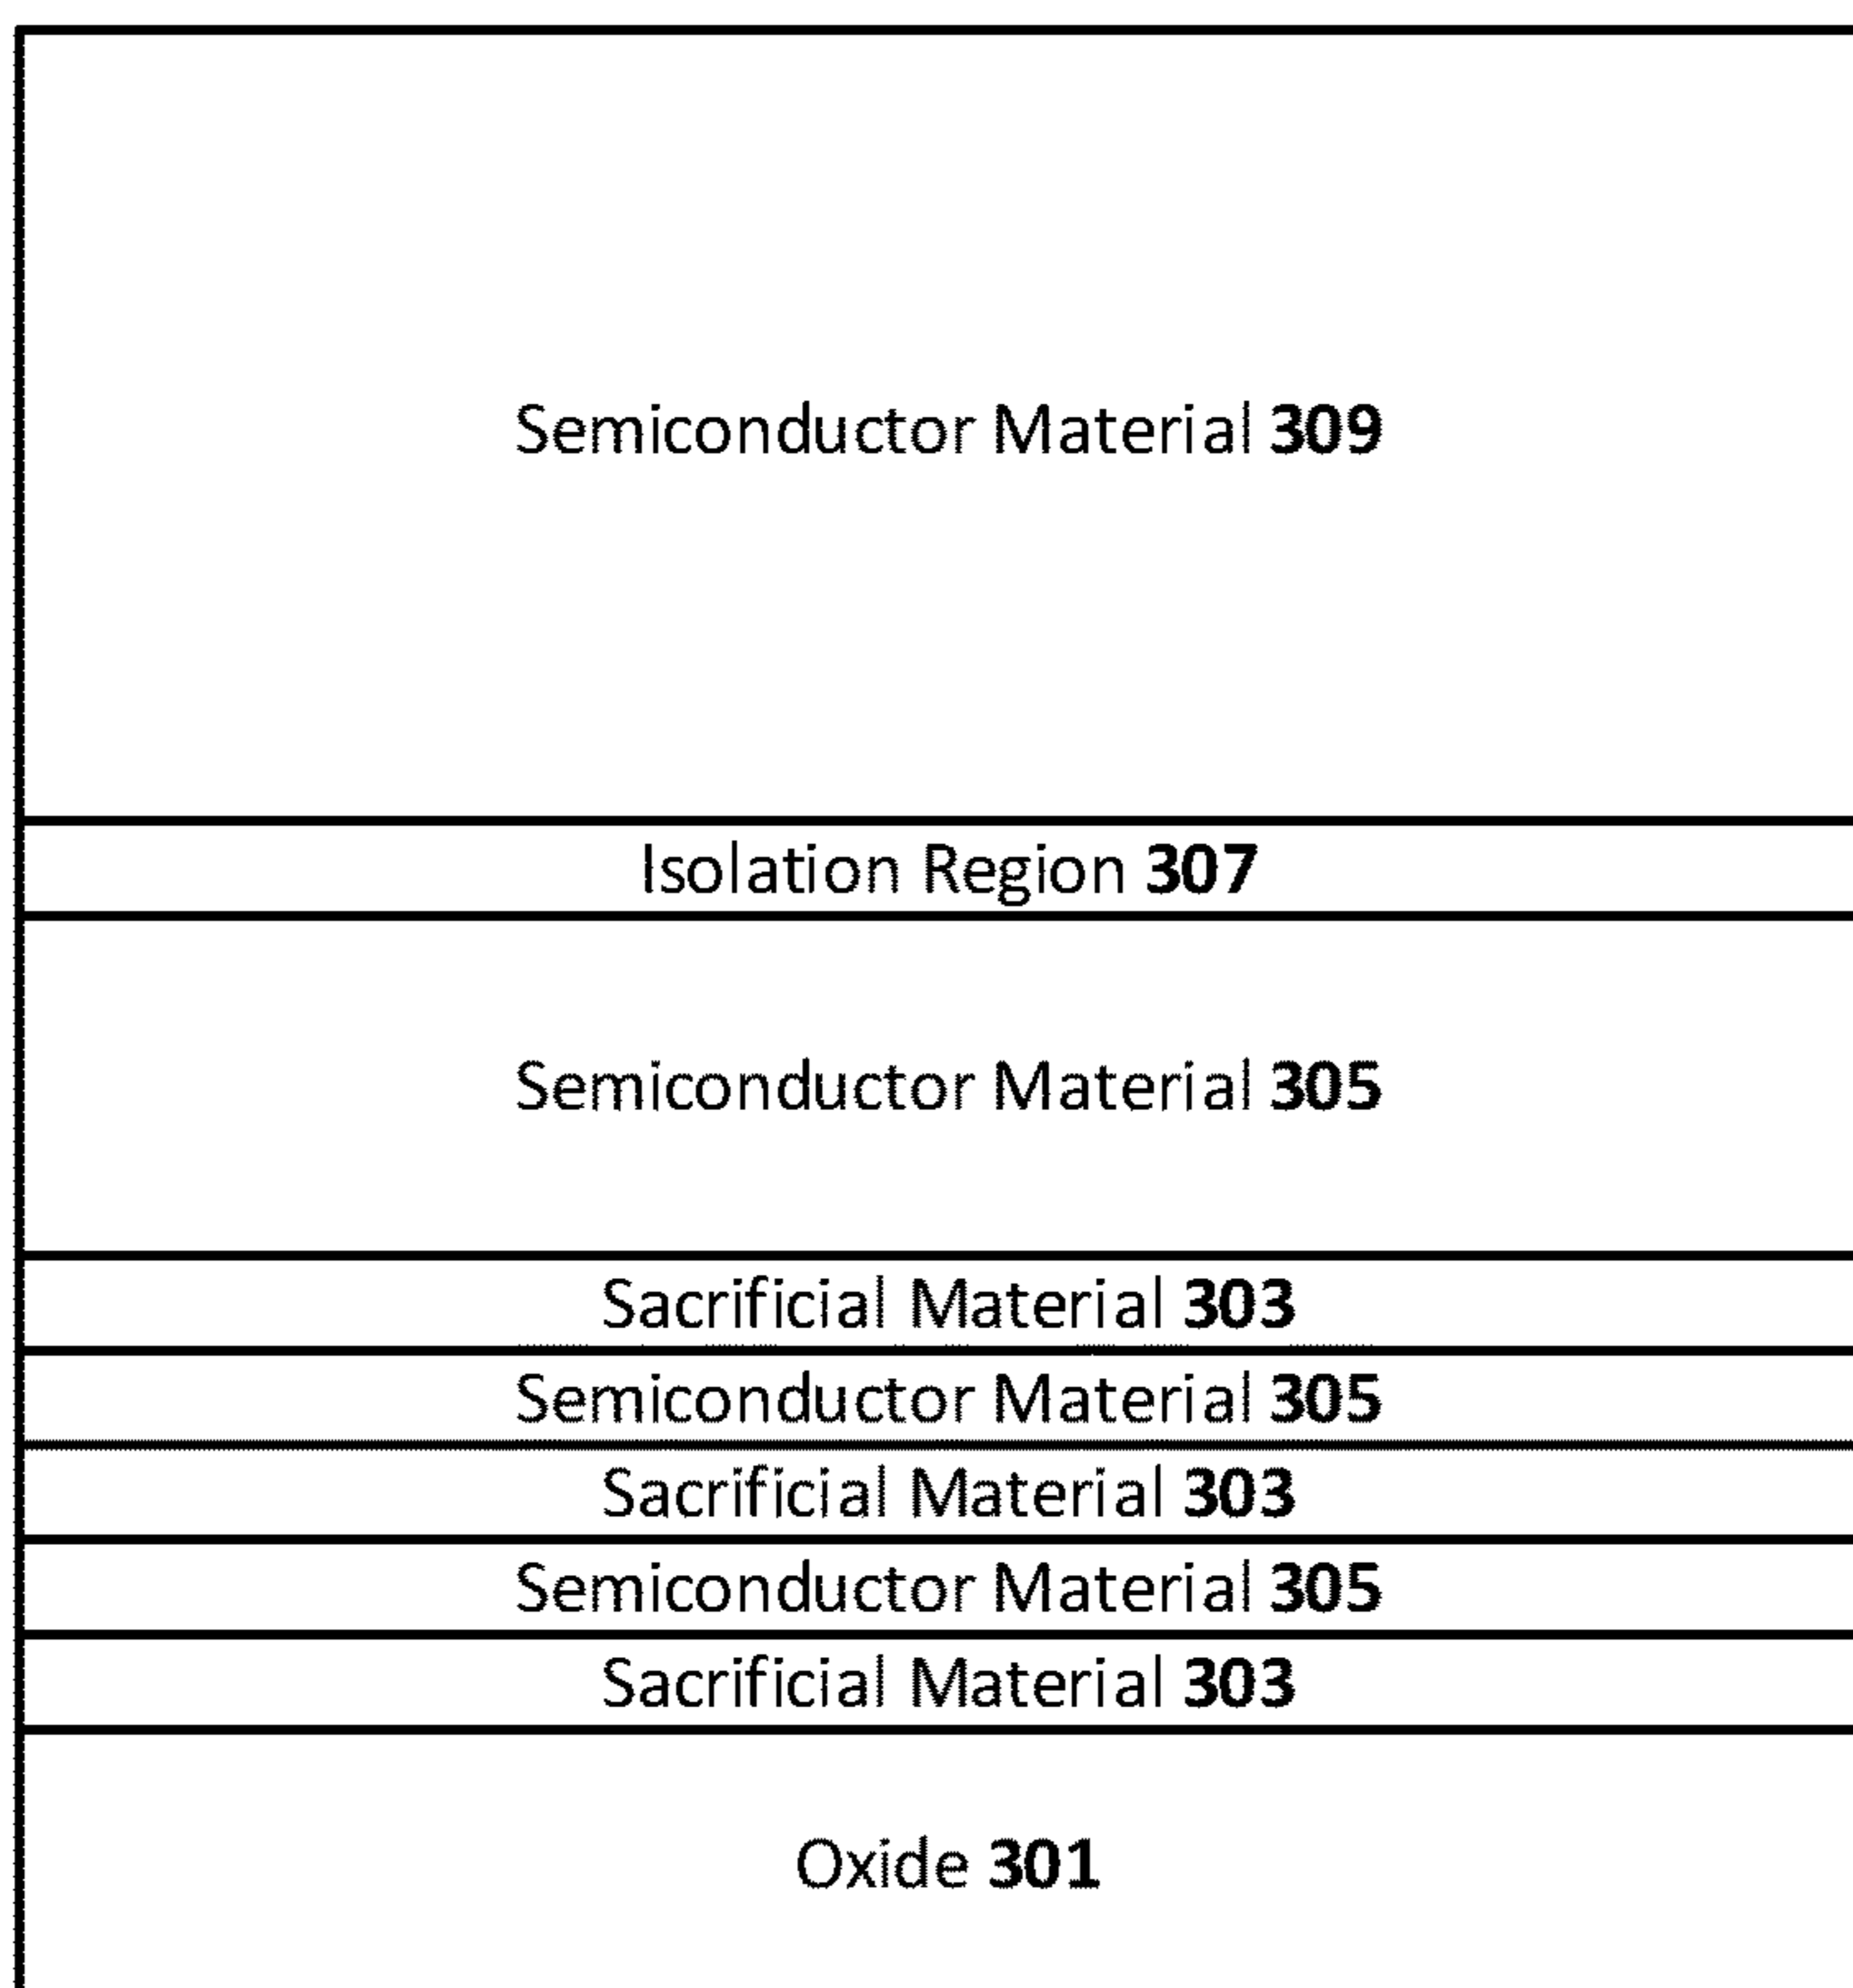 Semiconductor Material 309
Isolation Region 307
Semiconductor Material 305
Sacrificial Material 303
Semiconductor Material 305
Sacrificial Material 303
Semiconductor Material 305
Sacrificial Material 303
Oxide 301